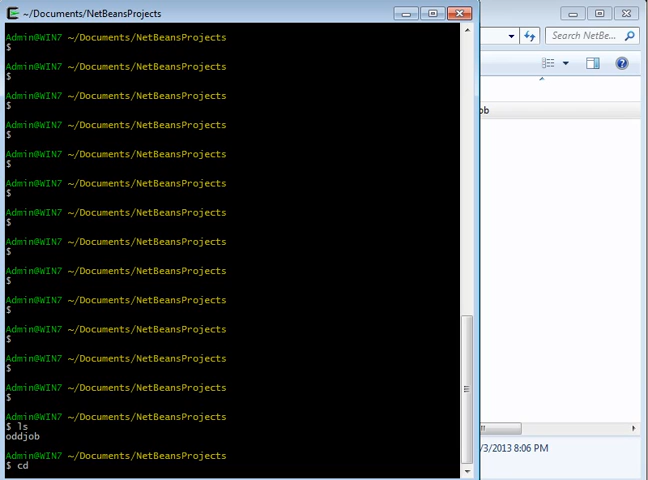 ~/Documents/NetBeansProjects
Admin@WIN7 ~/Documents/NetBeansProjects
$
Admin@WIN7 ~/Documents/NetBeansProjects
$
Admin@WIN7 ~/Documents/NetBeansProjects
$
Admin@WIN7 ~/Documents/NetBeansProjects
$
Admin@WIN7 ~/Documents/NetBeansProjects
$
Admin@WIN7 ~/Documents/NetBeansProjects
$
Admin@WIN7 ~/Documents/NetBeansProjects
$
Admin@WIN7 ~/Documents/NetBeansProjects
$
Admin@WIN7 ~/Documents/NetBeansProjects
$
Admin@WIN7 ~/Documents/NetBeansProjects
$
Admin@WIN7 ~/Documents/NetBeansProjects
$
Admin@WIN7 ~/Documents/NetBeansProjects
$
Admin@WIN7 ~/Documents/NetBeansProjects
$
Admin@WIN7 ~/Documents/NetBeansProjects
$ ls
oddjob
Admin@WIN7 ~/Documents/NetBeansProjects
$ cd
Search NetBe...
ob
/3/2013 8:06 PM